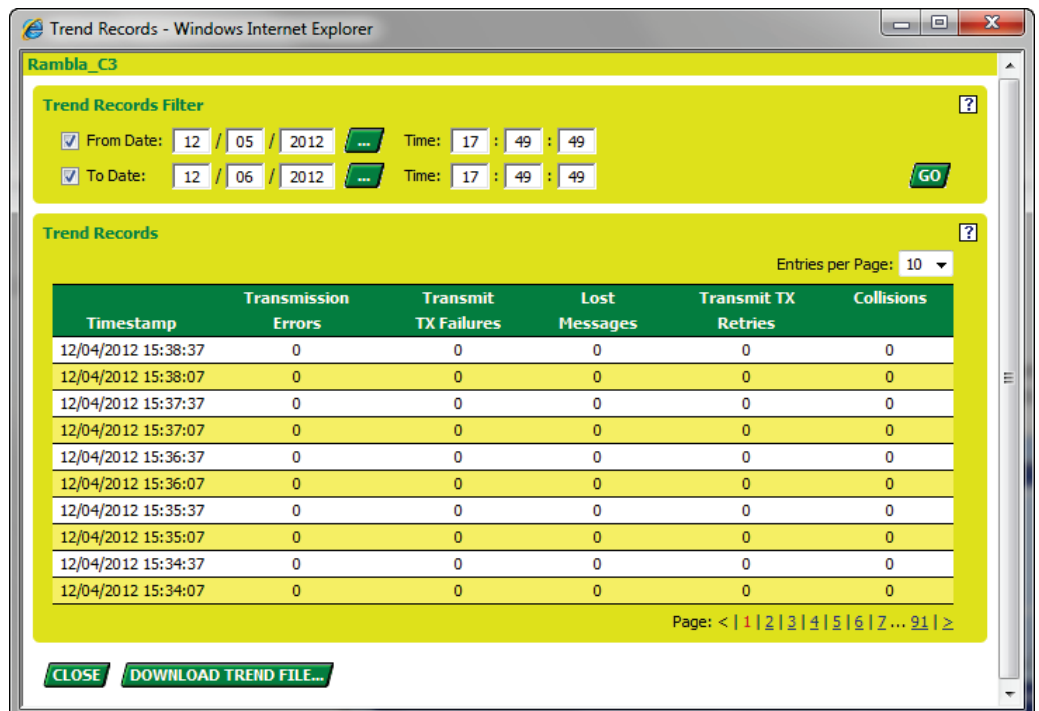 Trend Records - Windows Internet Explorer
Rambla_C3
Trend Records Filter ?
From Date: 12 / 05 / 2012 ... Time: 17 : 49 : 49
To Date: 12 / 06 / 2012 ... Time: 17 : 49 : 49 GO
Trend Records ?
Entries per Page: 10
Transmission Transmit Lost Transmit TX Collisions
Timestamp Errors TX Failures Messages Retries
12/04/2012 15:38:37 0 0 0 0 0
12/04/2012 15:38:07 0 0 0 0 0
12/04/2012 15:37:37 0 0 0 0 0
12/04/2012 15:37:07 0 0 0 0 0
12/04/2012 15:36:37 0 0 0 0 0
12/04/2012 15:36:07 0 0 0 0 0
12/04/2012 15:35:37 0 0 0 0 0
12/04/2012 15:35:07 0 0 0 0 0
12/04/2012 15:34:37 0 0 0 0 0
12/04/2012 15:34:07 0 0 0 0 0
Page: < | 1 | 2 | 3 | 4 | 5 | 6 | 7 ... 91 | >
CLOSE DOWNLOAD TREND FILE...